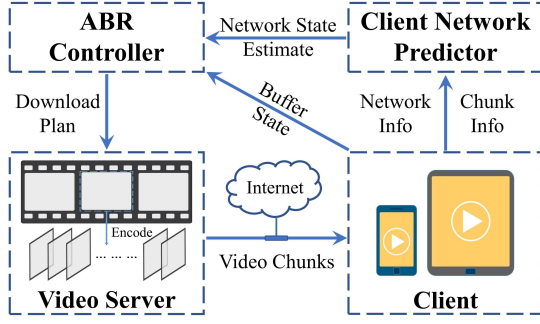 ABR
Controller
Network State
Estimate
Client Network
Predictor
Download
Plan
Buffer
State
Network
Info
Chunk
Info
Internet
Encode
... ... ...
Video Chunks
Video Server
Client